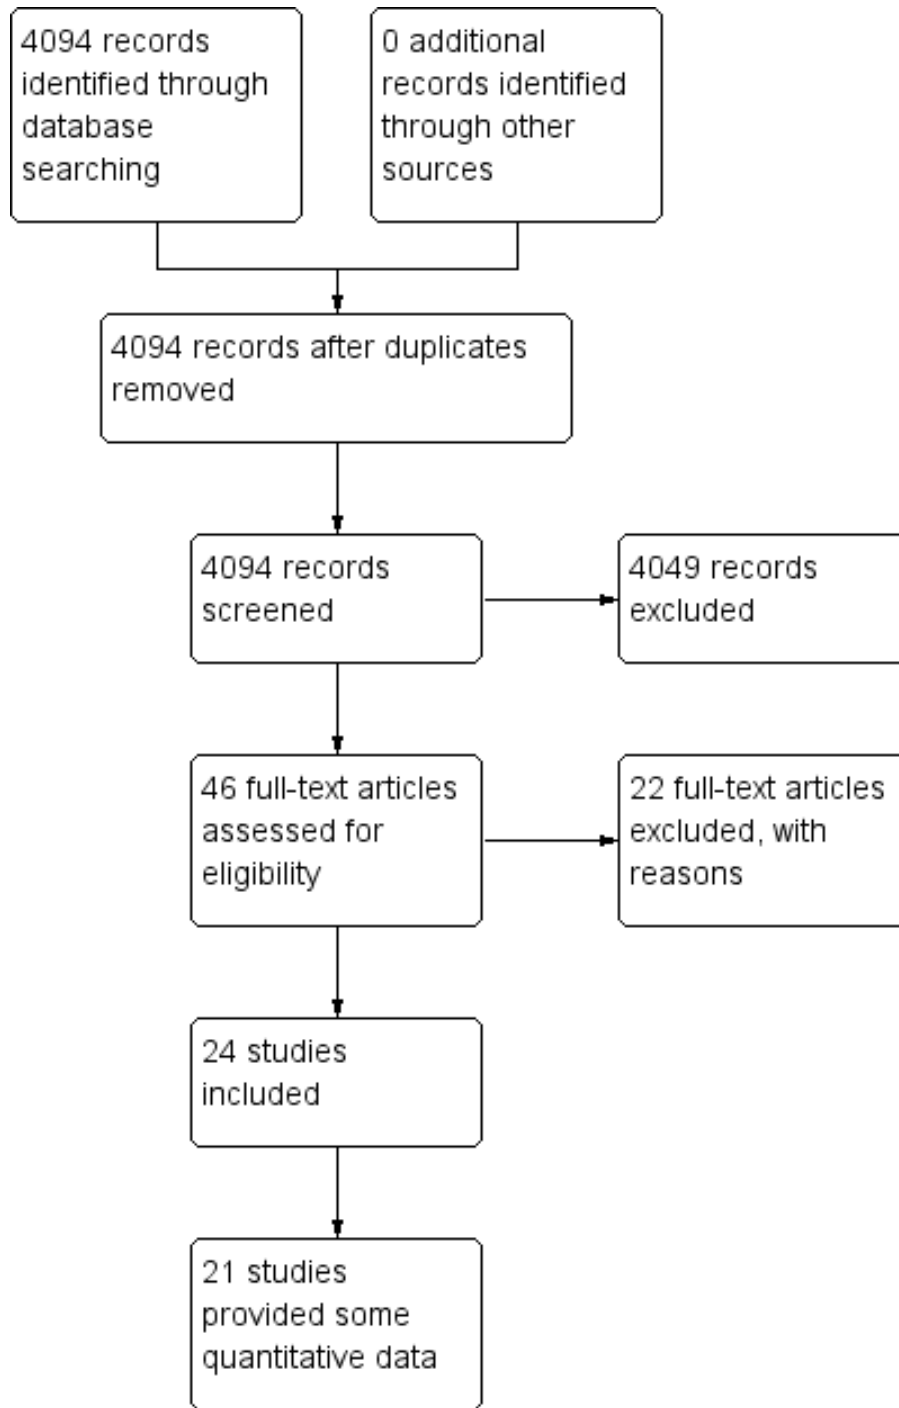 4094 records
identified through
database
searching
0 additional
records identified
through other
sources
4094 records after duplicates
removed
4094 records
screened
4049 records
excluded
46 full-text articles
assessed for
eligibility
22 full-text articles
excluded, with
reasons
24 studies
included
21 studies
provided some
quantitative data